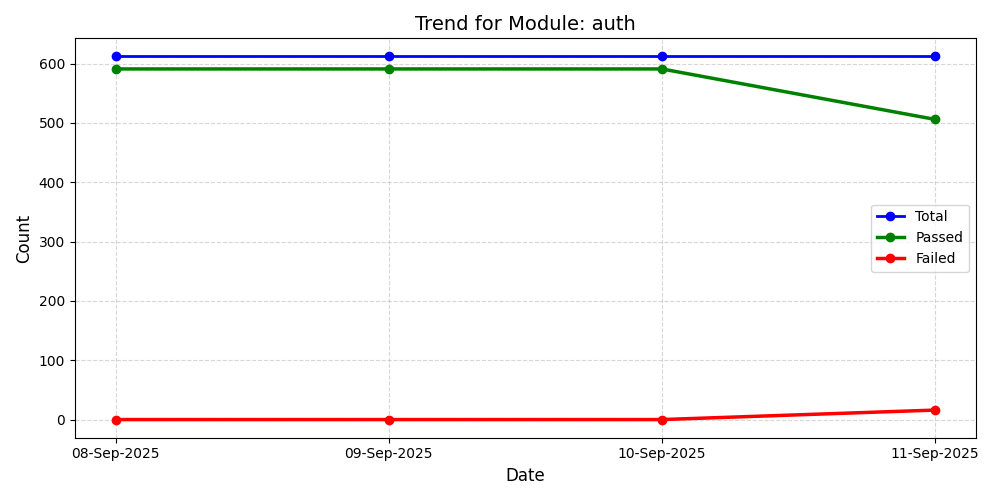 Trend for Module: auth
Count
600
500
400
300
200
100
0
Total
Passed
Failed
08-Sep-2025
09-Sep-2025
10-Sep-2025
11-Sep-2025
Date